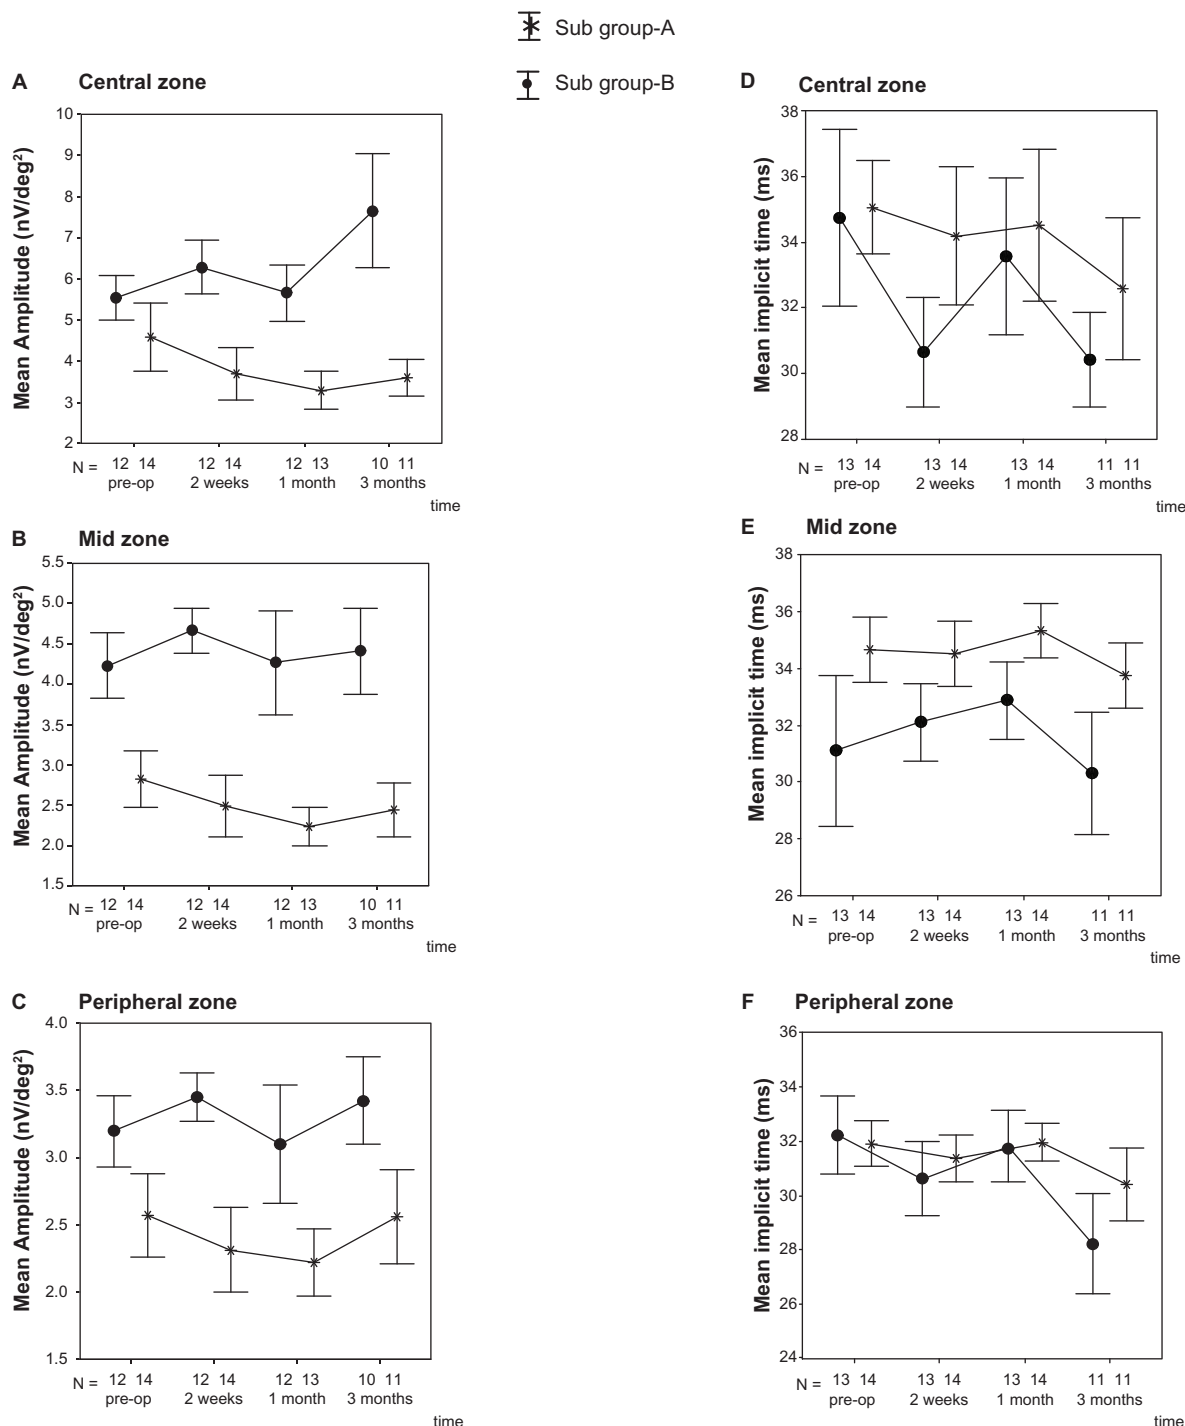 Sub group-A
Sub group-B
A Central zone
Mean Amplitude (nV/deg²)
10
9
8
7
6
5
4
3
2
N = 12 14 12 14 12 13 10 11
pre-op 2 weeks 1 month 3 months
time
B Mid zone
Mean Amplitude (nV/deg²)
5.5
5.0
4.5
4.0
3.5
3.0
2.5
2.0
1.5
N = 12 14 12 14 12 13 10 11
pre-op 2 weeks 1 month 3 months
time
C Peripheral zone
Mean Amplitude (nV/deg²)
4.0
3.5
3.0
2.5
2.0
1.5
N = 12 14 12 14 12 13 10 11
pre-op 2 weeks 1 month 3 months
time
D Central zone
Mean implicit time (ms)
38
36
34
32
30
28
N = 13 14 13 14 13 14 11 11
pre-op 2 weeks 1 month 3 months
time
E Mid zone
Mean implicit time (ms)
38
36
34
32
30
28
26
N = 13 14 13 14 13 14 11 11
pre-op 2 weeks 1 month 3 months
time
F Peripheral zone
Mean implicit time (ms)
36
34
32
30
28
26
24
N = 13 14 13 14 13 14 11 11
pre-op 2 weeks 1 month 3 months
time